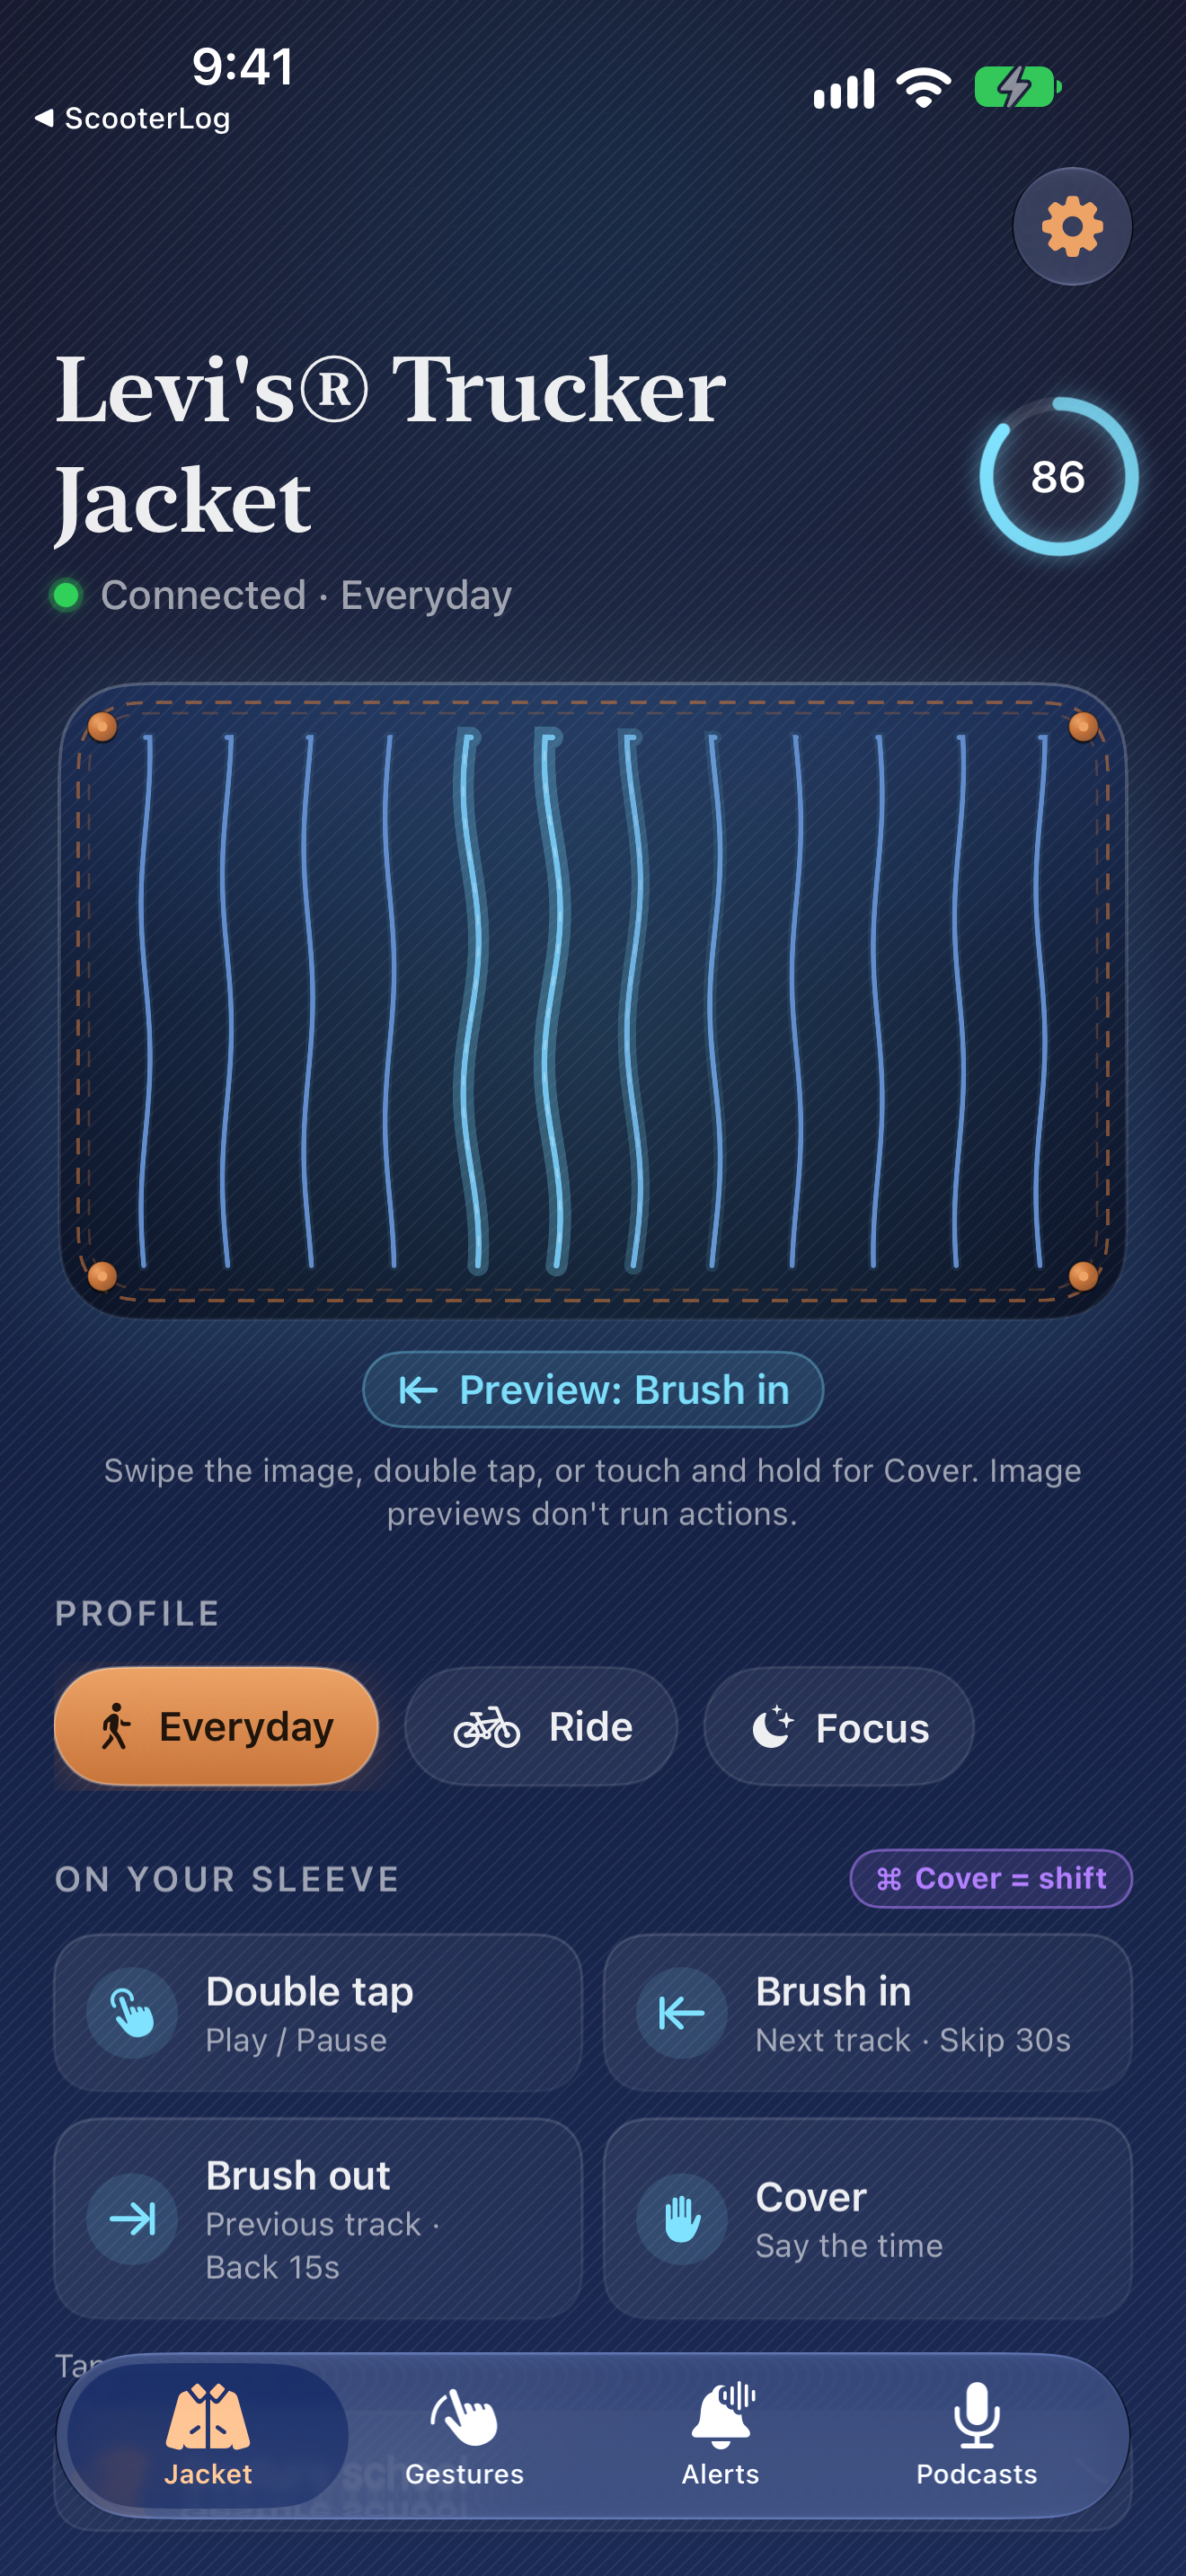 9:41
ScooterLog
Levi's® Trucker
Jacket
86
Connected · Everyday
Preview: Brush in
Swipe the image, double tap, or touch and hold for Cover. Image
previews don't run actions.
PROFILE
Everyday
Ride
Focus
ON YOUR SLEEVE
⌘ Cover = shift
Double tap
Play / Pause
Brush in
Next track · Skip 30s
Brush out
Previous track ·
Back 15s
Cover
Say the time
Jacket
Gestures
Alerts
Podcasts